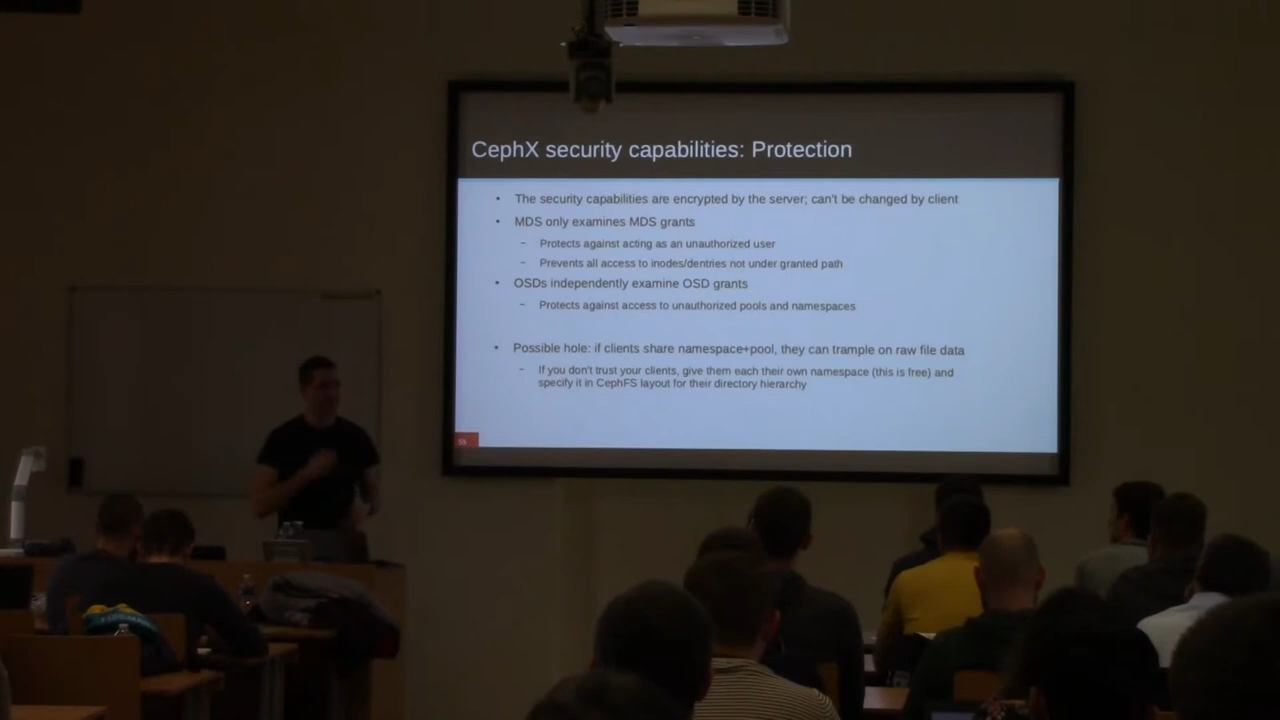 CephX security capabilities: Protection
• The security capabilities are encrypted by the server; can't be changed by client
• MDS only examines MDS grants
– Protects against acting as an unauthorized user
– Prevents all access to inodes/dentries not under granted path
• OSDs independently examine OSD grants
– Protects against access to unauthorized pools and namespaces
• Possible hole: if clients share namespace+pool, they can trample on raw file data
– If you don't trust your clients, give them each their own namespace (this is free) and
specify it in CephFS layout for their directory hierarchy